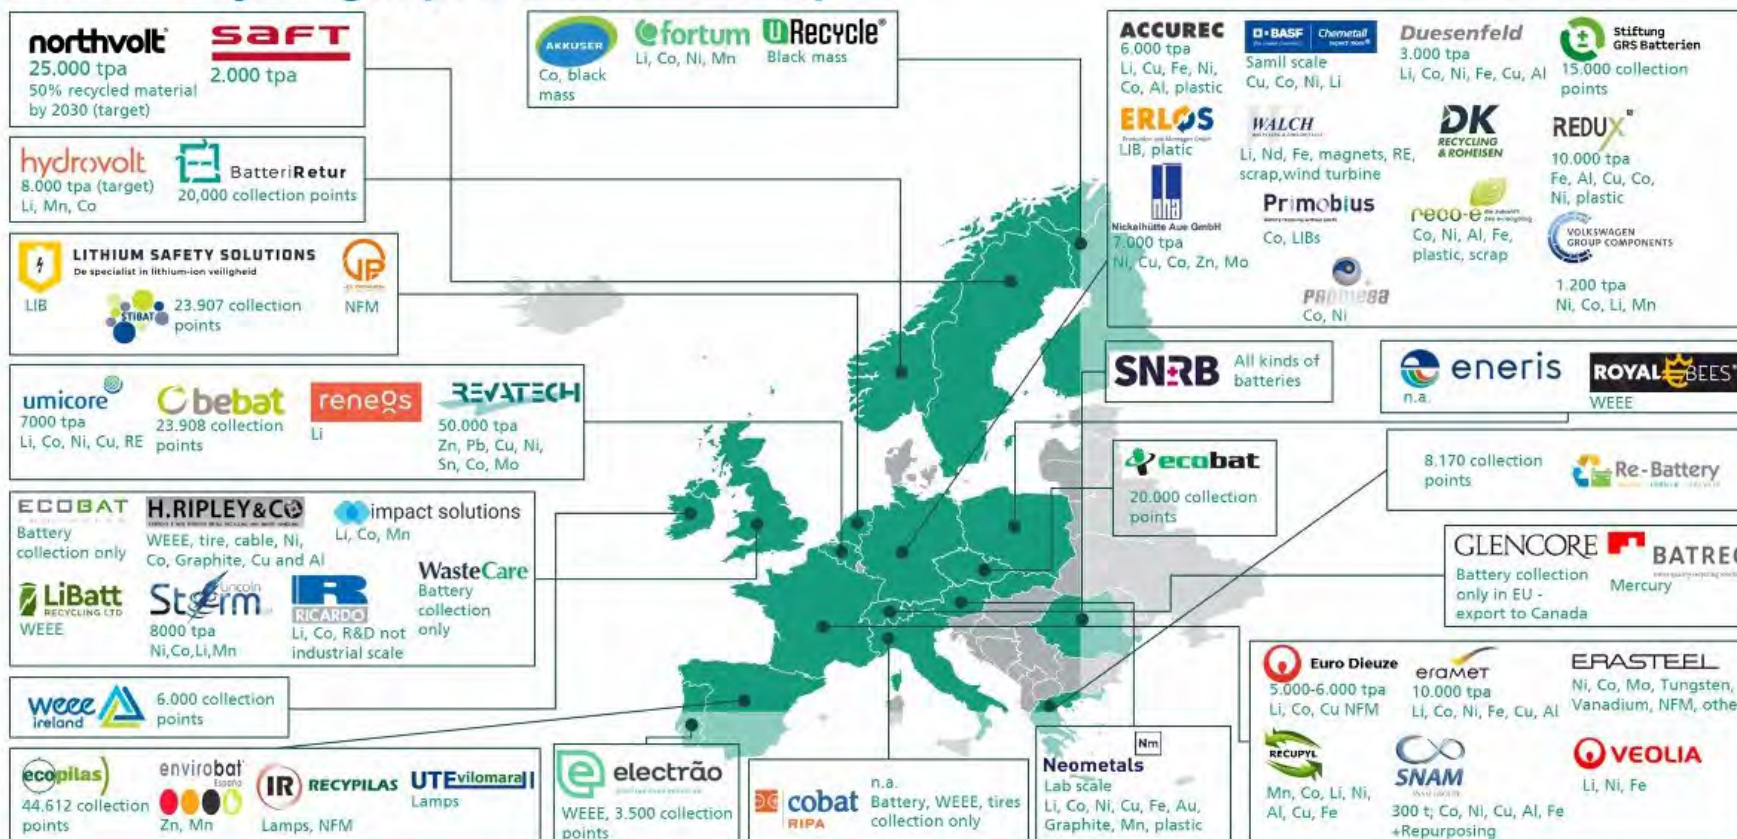 northvolt
25.000 tpa
50% recycled material
by 2030 (target)
SAFT
2.000 tpa
AKKUSER
Co, black
mass
fortum
Li, Co, Ni, Mn
uRecycle®
Black mass
ACCUREC
6.000 tpa
Li, Cu, Fe, Ni,
Co, Al, plastic
BASF Chemetall
Samll scale
Cu, Co, Ni, Li
Duesenfeld
3.000 tpa
Li, Co, Ni, Fe, Cu, Al
Stiftung
GRS Batterien
15.000 collection
points
ERLOS
LIB, platic
WALCH
Li, Nd, Fe, magnets, RE,
scrap,wind turbine
DK
RECYCLING
& ROHEISEN
REDUX
10.000 tpa
Fe, Al, Cu, Co,
Ni, plastic
Nickelhütte Aue GmbH
7.000 tpa
Ni, Cu, Co, Zn, Mo
Primobius
Co, LIBs
reco-e
Co, Ni, Al, Fe,
plastic, scrap
VOLKSWAGEN
GROUP COMPONENTS
1.200 tpa
Ni, Co, Li, Mn
Co, Ni
hydrovolt
8.000 tpa (target)
Li, Mn, Co
BatteriRetur
20,000 collection points
LITHIUM SAFETY SOLUTIONS
De specialist in lithium-ion veiligheid
LIB
STIBAT
23.907 collection
points
NFM
SNRB
All kinds of
batteries
eneris
n.a.
ROYAL BEES
WEEE
umicore
7000 tpa
Li, Co, Ni, Cu, RE
bebat
23.908 collection
points
reneos
Li
REVATECH
50.000 tpa
Zn, Pb, Cu, Ni,
Sn, Co, Mo
ecobat
20.000 collection
points
8.170 collection
points
Re-Battery
ECOBAT
Battery
collection only
H.RIPLEY&CO
WEEE, tire, cable, Ni,
Co, Graphite, Cu and Al
impact solutions
Li, Co, Mn
LiBatt
RECYCLING LTD
WEEE
Lincoln
Storm
8000 tpa
Ni,Co,Li,Mn
R
RICARDO
Li, Co, R&D not
industrial scale
WasteCare
Battery
collection
only
GLENCORE
Battery collection
only in EU -
export to Canada
BATREC
Mercury
weee
ireland
6.000 collection
points
Euro Dieuze
5.000-6.000 tpa
Li, Co, Cu NFM
eramet
10.000 tpa
Li, Co, Ni, Fe, Cu, Al
ERASTEEL
Ni, Co, Mo, Tungsten,
Vanadium, NFM, othe
RECUPYL
Mn, Co, Li, Ni,
Al, Cu, Fe
SNAM
300 t; Co, Ni, Cu, Al, Fe
+Repurposing
VEOLIA
Li, Ni, Fe
ecopilas
44.612 collection
points
envirobat
España
Zn, Mn
IR RECYPILAS
Lamps, NFM
UTEvilomara
Lamps
electrão
WEEE, 3.500 collection
points
cobat
RIPA
n.a.
Battery, WEEE, tires
collection only
Nm
Neometals
Lab scale
Li, Co, Ni, Cu, Fe, Au,
Graphite, Mn, plastic